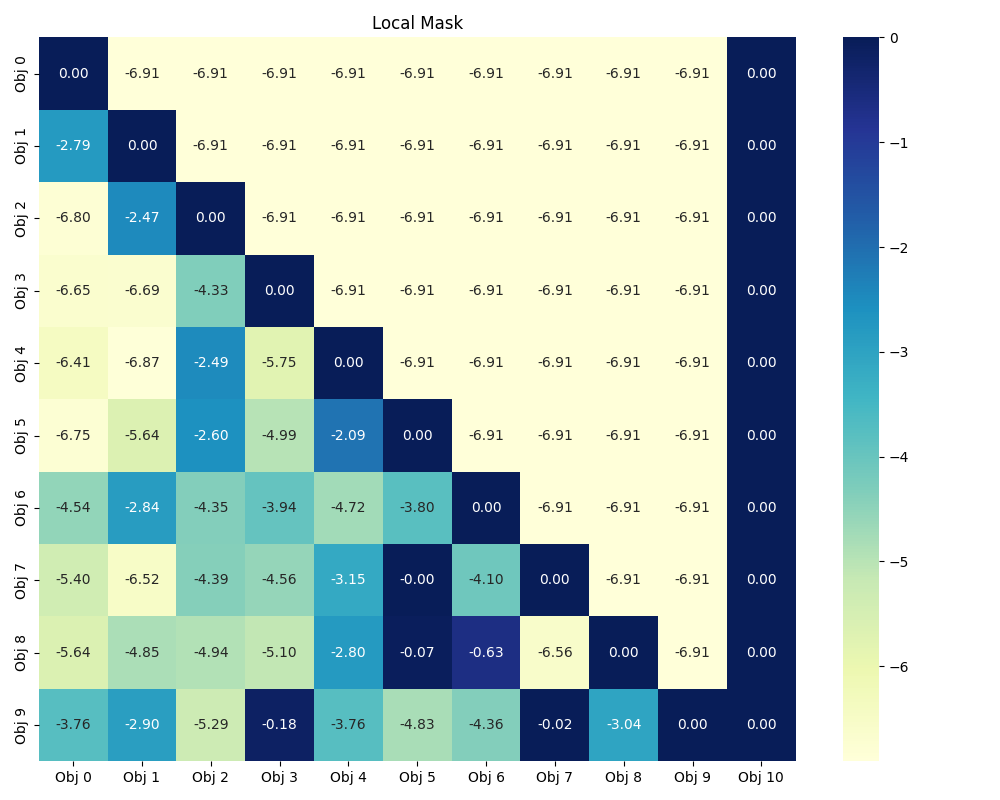 Local Mask
Obj 0 0.00 -6.91 -6.91 -6.91 -6.91 -6.91 -6.91 -6.91 -6.91 -6.91 0.00
Obj 1 -2.79 0.00 -6.91 -6.91 -6.91 -6.91 -6.91 -6.91 -6.91 -6.91 0.00
Obj 2 -6.80 -2.47 0.00 -6.91 -6.91 -6.91 -6.91 -6.91 -6.91 -6.91 0.00
Obj 3 -6.65 -6.69 -4.33 0.00 -6.91 -6.91 -6.91 -6.91 -6.91 -6.91 0.00
Obj 4 -6.41 -6.87 -2.49 -5.75 0.00 -6.91 -6.91 -6.91 -6.91 -6.91 0.00
Obj 5 -6.75 -5.64 -2.60 -4.99 -2.09 0.00 -6.91 -6.91 -6.91 -6.91 0.00
Obj 6 -4.54 -2.84 -4.35 -3.94 -4.72 -3.80 0.00 -6.91 -6.91 -6.91 0.00
Obj 7 -5.40 -6.52 -4.39 -4.56 -3.15 -0.00 -4.10 0.00 -6.91 -6.91 0.00
Obj 8 -5.64 -4.85 -4.94 -5.10 -2.80 -0.07 -0.63 -6.56 0.00 -6.91 0.00
Obj 9 -3.76 -2.90 -5.29 -0.18 -3.76 -4.83 -4.36 -0.02 -3.04 0.00 0.00
Obj 0 Obj 1 Obj 2 Obj 3 Obj 4 Obj 5 Obj 6 Obj 7 Obj 8 Obj 9 Obj 10
0
−1
−2
−3
−4
−5
−6